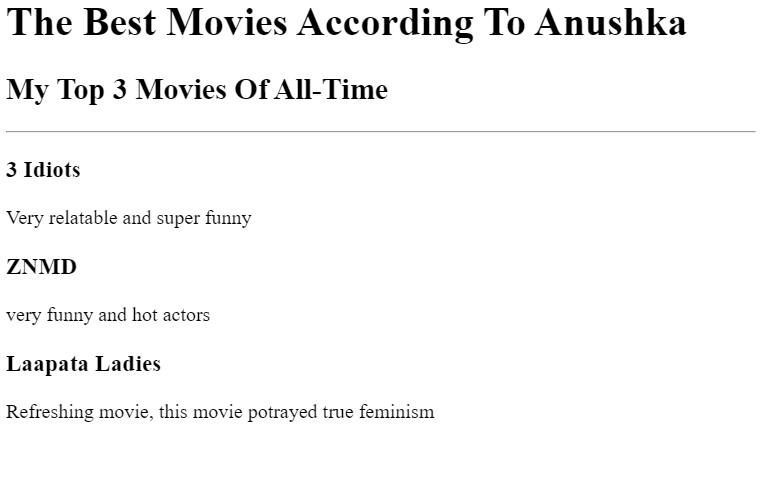 The Best Movies According To Anushka
My Top 3 Movies Of All-Time
3 Idiots
Very relatable and super funny
ZNMD
very funny and hot actors
Laapata Ladies
Refreshing movie, this movie potrayed true feminism